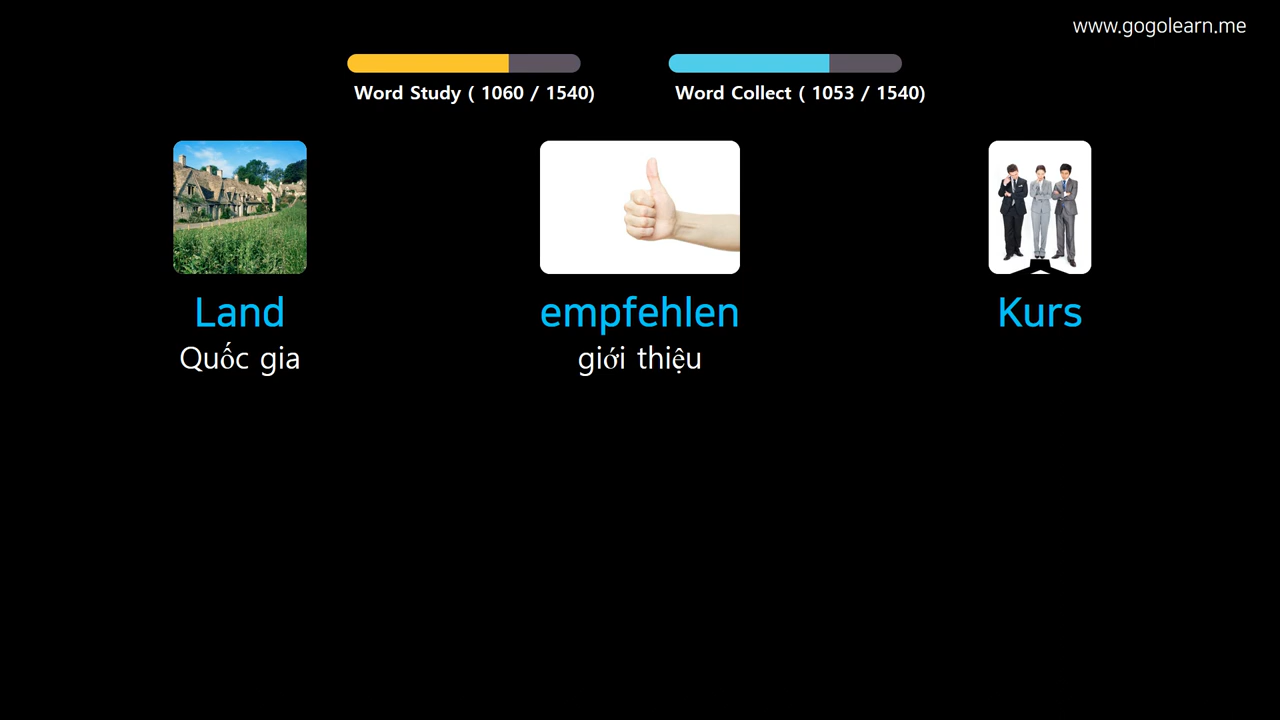 www.gogolearn.me
Word Study ( 1060 / 1540)
Word Collect ( 1053 / 1540)
Land
empfehlen
Kurs
Quốc gia
giới thiệu